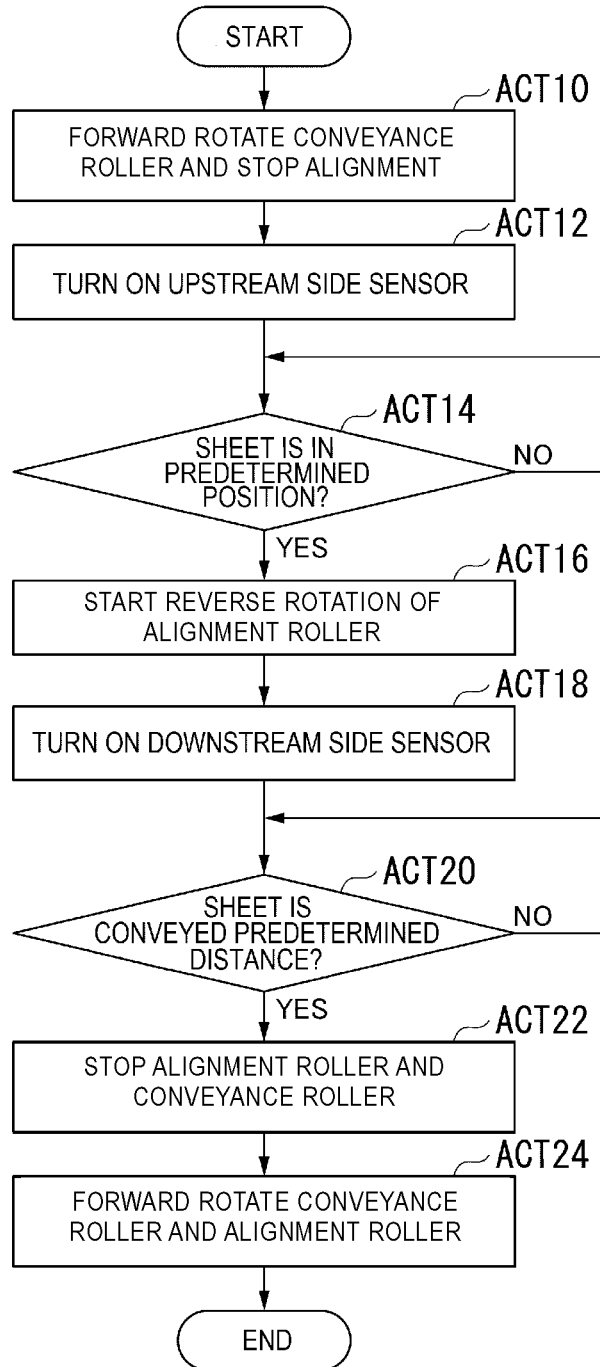 START
ACT10
FORWARD ROTATE CONVEYANCE
ROLLER AND STOP ALIGNMENT
ACT12
TURN ON UPSTREAM SIDE SENSOR
ACT14
SHEET IS IN
PREDETERMINED
POSITION?
NO
YES
ACT16
START REVERSE ROTATION OF
ALIGNMENT ROLLER
ACT18
TURN ON DOWNSTREAM SIDE SENSOR
ACT20
SHEET IS
CONVEYED PREDETERMINED
DISTANCE?
NO
YES
ACT22
STOP ALIGNMENT ROLLER AND
CONVEYANCE ROLLER
ACT24
FORWARD ROTATE CONVEYANCE
ROLLER AND ALIGNMENT ROLLER
END